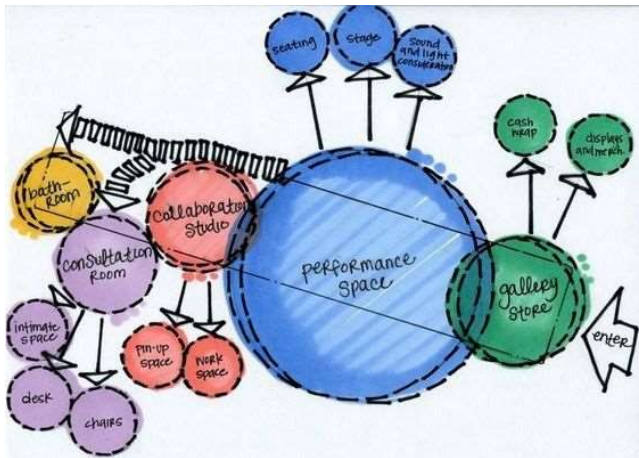 seating
stage
sound
and light
consideration
cash
wrap
displays
and merch.
bath-
room
collaboration
studio
consultation
room
performance
space
gallery
store
enter
intimate
space
pin-up
space
work
space
desk
chairs